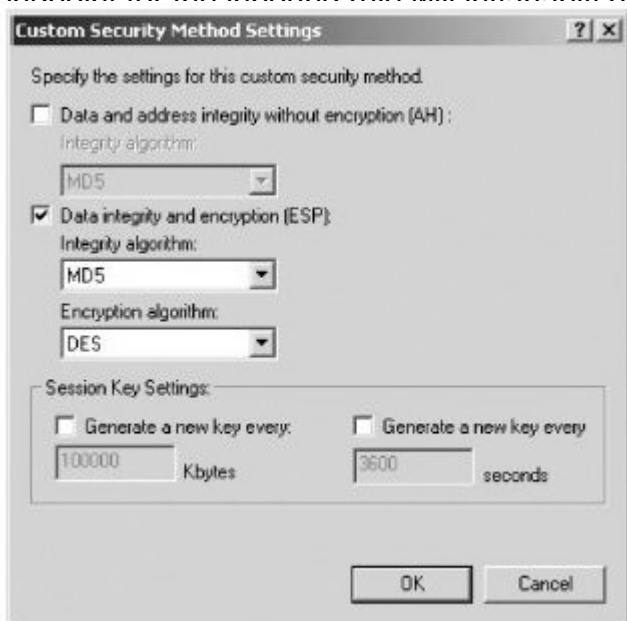 Custom Security Method Settings
Specify the settings for this custom security method.
Data and address integrity without encryption (AH) :
Integrity algorithm:
MD5
Data integrity and encryption (ESP):
Integrity algorithm:
MD5
Encryption algorithm:
DES
Session Key Settings:
Generate a new key every:
Generate a new key every
100000
Kbytes
3600
seconds
OK
Cancel